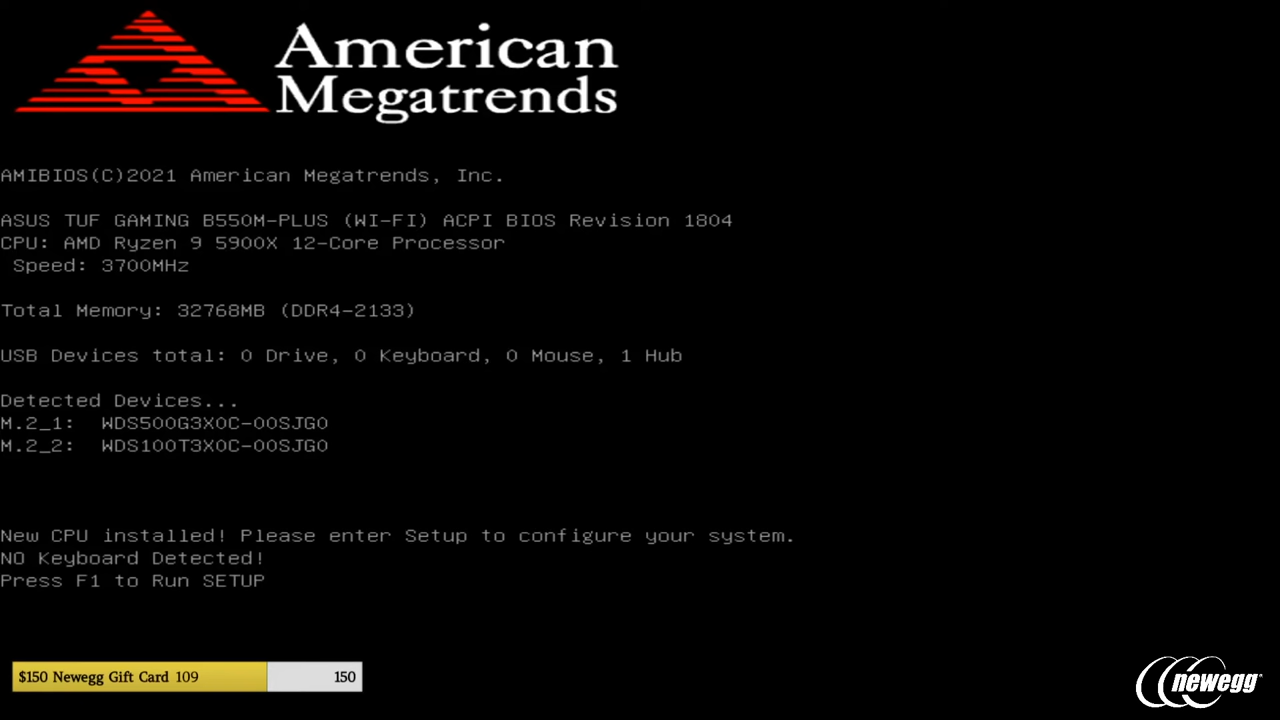 American
Megatrends
AMIBIOS(C)2021 American Megatrends, Inc.
ASUS TUF GAMING B550M-PLUS (WI-FI) ACPI BIOS Revision 1804
CPU: AMD Ryzen 9 5900X 12-Core Processor
Speed: 3700MHz
Total Memory: 32768MB (DDR4-2133)
USB Devices total: 0 Drive, 0 Keyboard, 0 Mouse, 1 Hub
Detected Devices...
M.2_1: WDS500G3X0C-00SJG0
M.2_2: WDS100T3X0C-00SJG0
New CPU installed! Please enter Setup to configure your system.
NO Keyboard Detected!
Press F1 to Run SETUP
$150 Newegg Gift Card 109 150
newegg